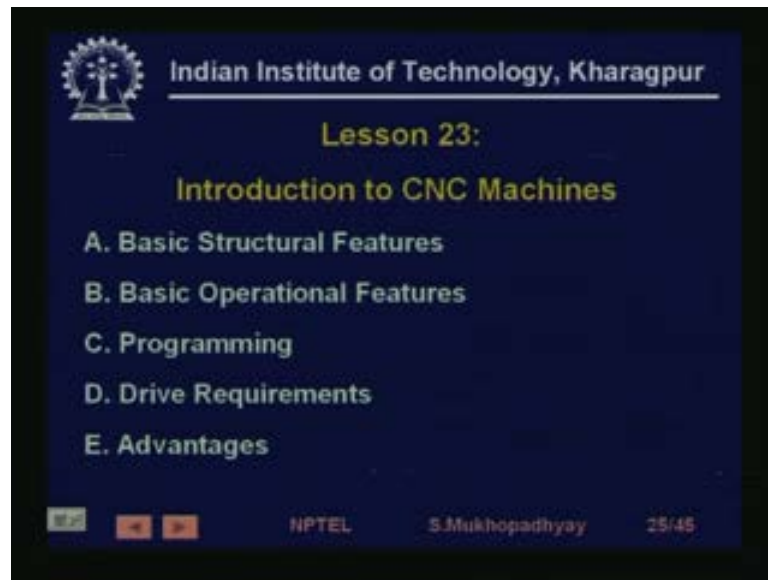 Indian Institute of Technology, Kharagpur
Lesson 23:
Introduction to CNC Machines
A. Basic Structural Features
B. Basic Operational Features
C. Programming
D. Drive Requirements
E. Advantages
NPTEL S.Mukhopadhyay 25/45